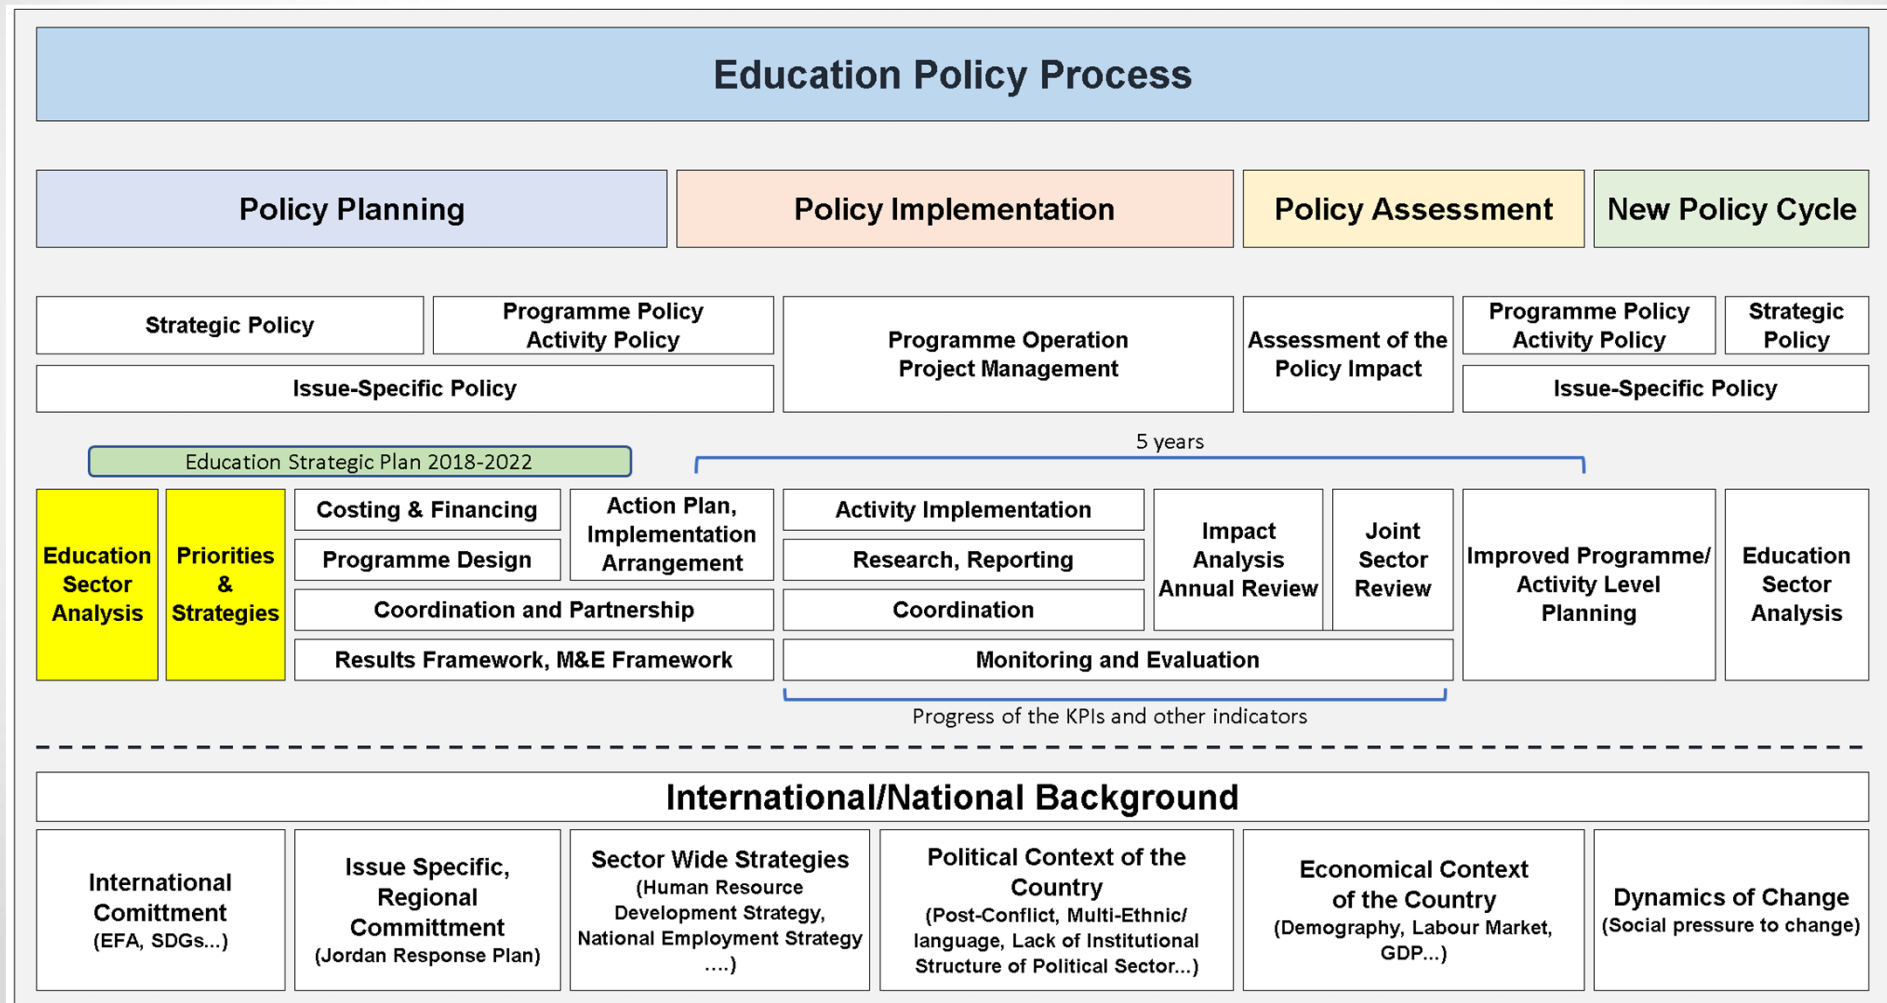 Education Policy Process
Policy Planning
Policy Implementation
Policy Assessment
New Policy Cycle
Strategic Policy
Programme Policy
Activity Policy
Issue-Specific Policy
Programme Operation
Project Management
Assessment of the
Policy Impact
Programme Policy
Activity Policy
Strategic
Policy
Issue-Specific Policy
Education Strategic Plan 2018-2022
5 years
Education
Sector
Analysis
Priorities
&
Strategies
Costing & Financing
Programme Design
Action Plan,
Implementation
Arrangement
Coordination and Partnership
Results Framework, M&E Framework
Activity Implementation
Research, Reporting
Coordination
Impact
Analysis
Annual Review
Joint
Sector
Review
Monitoring and Evaluation
Improved Programme/
Activity Level
Planning
Education
Sector
Analysis
Progress of the KPIs and other indicators
International/National Background
International
Comittment
(EFA, SDGs...)
Issue Specific,
Regional
Committment
(Jordan Response Plan)
Sector Wide Strategies
(Human Resource
Development Strategy,
National Employment Strategy
....)
Political Context of the
Country
(Post-Conflict, Multi-Ethnic/
language, Lack of Institutional
Structure of Political Sector...)
Economical Context
of the Country
(Demography, Labour Market,
GDP...)
Dynamics of Change
(Social pressure to change)